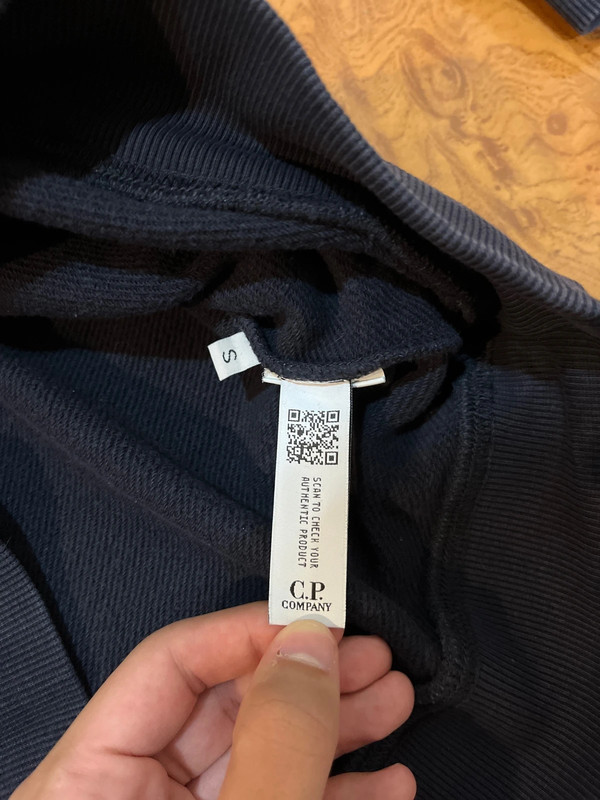 S
SCAN TO CHECK YOUR
AUTHENTIC PRODUCT
C.P.
COMPANY